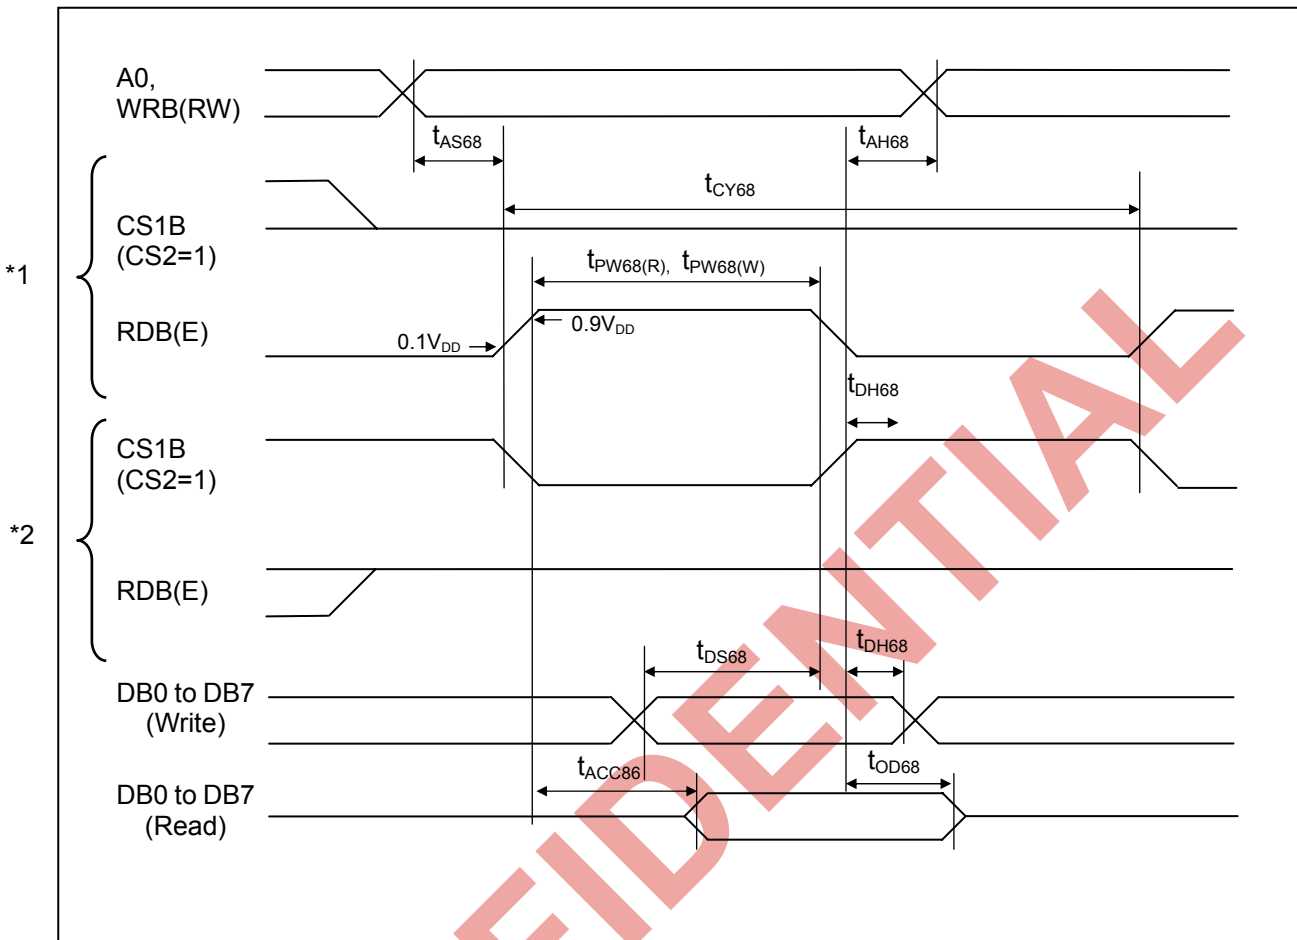 A0,
WRB(RW)
tAS68
tAH68
tCY68
*1
CS1B
(CS2=1)
tPW68(R), tPW68(W)
0.9VDD
RDB(E)
0.1VDD
tDH68
CS1B
(CS2=1)
*2
RDB(E)
tDS68
tDH68
DB0 to DB7
(Write)
tACC86
tOD68
DB0 to DB7
(Read)
FIDENTIAL